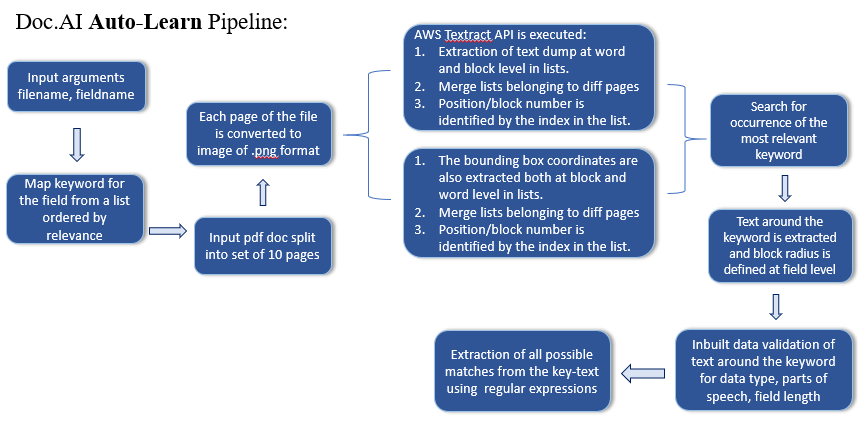 Doc.AI Auto-Learn Pipeline:
Input arguments
filename, fieldname
Map keyword for
the field from a list
ordered by
relevance
Input pdf doc split
into set of 10 pages
Each page of the file
is converted to
image of .png format
AWS Textract API is executed:
1. Extraction of text dump at word
and block level in lists.
2. Merge lists belonging to diff pages
3. Position/block number is
identified by the index in the list.
1. The bounding box coordinates are
also extracted both at block and
word level in lists.
2. Merge lists belonging to diff pages
3. Position/block number is
identified by the index in the list.
Search for
occurrence of the
most relevant
keyword
Text around the
keyword is extracted
and block radius is
defined at field level
Inbuilt data validation of
text around the keyword
for data type, parts of
speech, field length
Extraction of all possible
matches from the key-text
using regular expressions